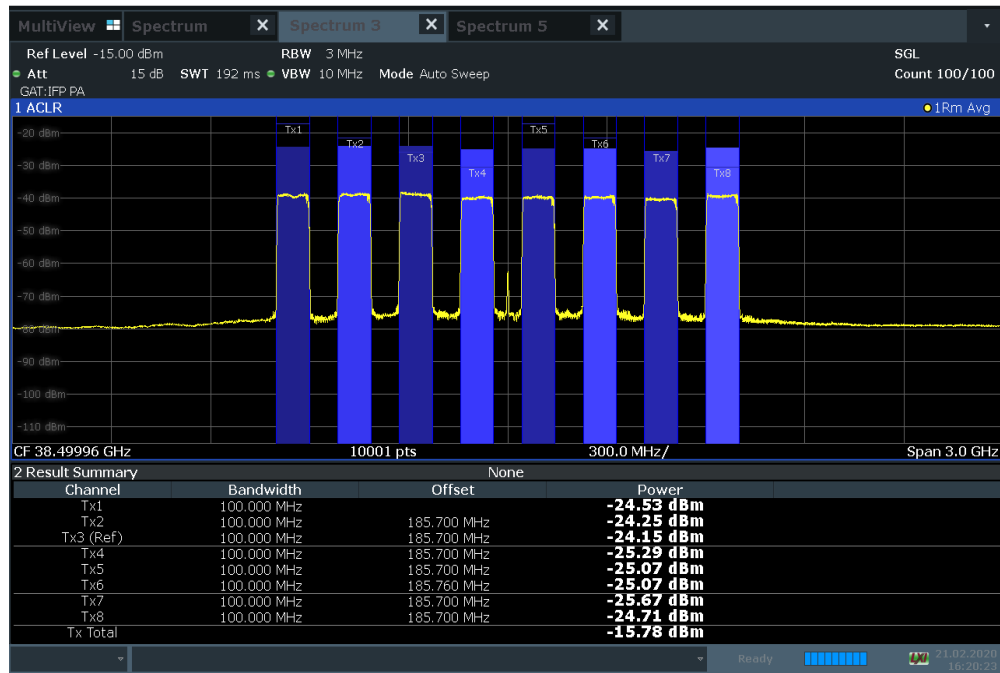 MultiView Spectrum X Spectrum 3 X Spectrum 5 X
Ref Level -15.00 dBm RBW 3 MHz SGL
Att 15 dB SWT 192 ms VBW 10 MHz Mode Auto Sweep Count 100/100
GAT:IFP PA
1 ACLR 1Rm Avg
-20 dBm
Tx1 Tx5
Tx2 Tx6
Tx3 Tx7
-30 dBm
Tx4 Tx8
-40 dBm
-50 dBm
-60 dBm
-70 dBm
-80 dBm
-90 dBm
-100 dBm
-110 dBm
CF 38.49996 GHz 10001 pts 300.0 MHz/ Span 3.0 GHz
2 Result Summary None
Channel Bandwidth Offset Power
Tx1 100.000 MHz -24.53 dBm
Tx2 100.000 MHz 185.700 MHz -24.25 dBm
Tx3 (Ref) 100.000 MHz 185.700 MHz -24.15 dBm
Tx4 100.000 MHz 185.700 MHz -25.29 dBm
Tx5 100.000 MHz 185.700 MHz -25.07 dBm
Tx6 100.000 MHz 185.760 MHz -25.07 dBm
Tx7 100.000 MHz 185.700 MHz -25.67 dBm
Tx8 100.000 MHz 185.700 MHz -24.71 dBm
Tx Total -15.78 dBm
Ready LXI 21.02.2020
16:20:23